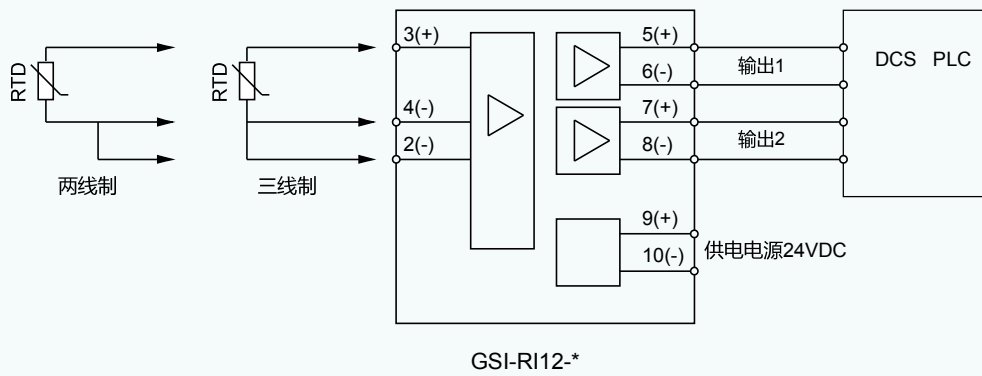 RTD
两线制
RTD
三线制
3(+)
4(-)
2(-)
5(+)
6(-)
7(+)
8(-)
9(+)
10(-)
输出1
输出2
供电电源24VDC
DCS PLC
GSI-RI12-*